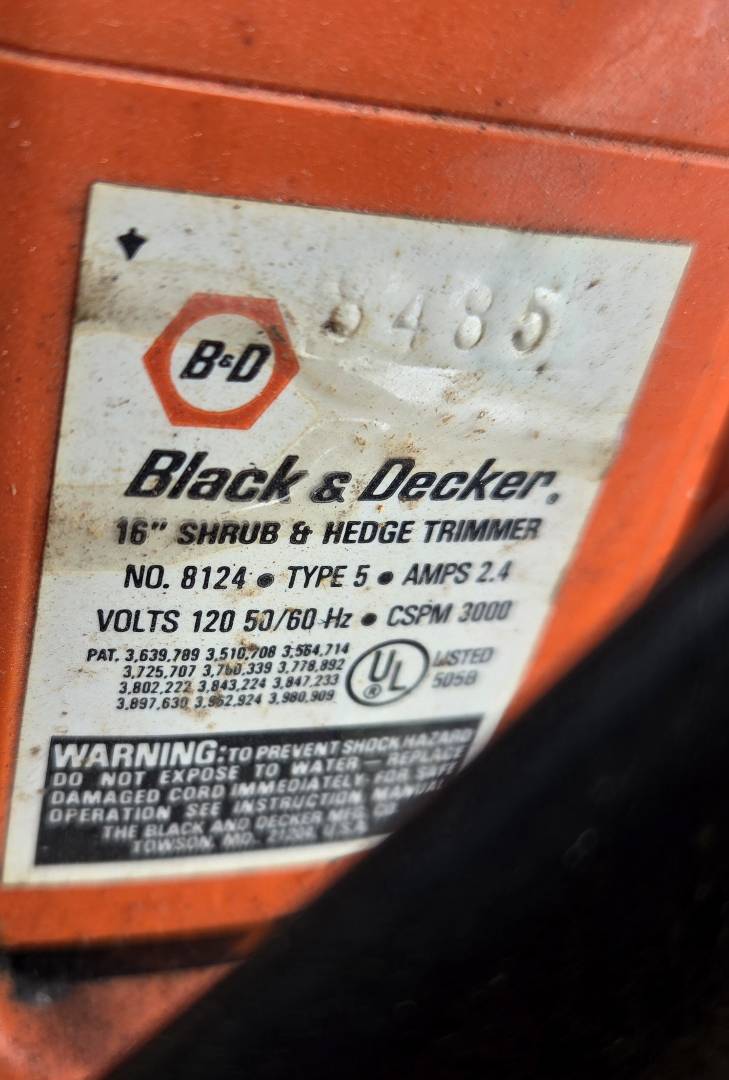 B&D
8485
Black & Decker.
16" SHRUB & HEDGE TRIMMER
NO. 8124 • TYPE 5 • AMPS 2.4
VOLTS 120 50/60 Hz • CSPM 3000
PAT. 3,639,789 3,510,708 3,564,714
3,725,707 3,760,339 3,778,892
3,802,222 3,843,224 3,847,233
3,897,630 3,962,924 3,980,909
UL ®
LISTED
505B
WARNING: TO PREVENT SHOCK HAZARD
DO NOT EXPOSE TO WATER — REPLACE
DAMAGED CORD IMMEDIATELY FOR SAFE
OPERATION SEE INSTRUCTION MANUAL
THE BLACK AND DECKER MFG. CO.
TOWSON, MD., 21204, U.S.A.